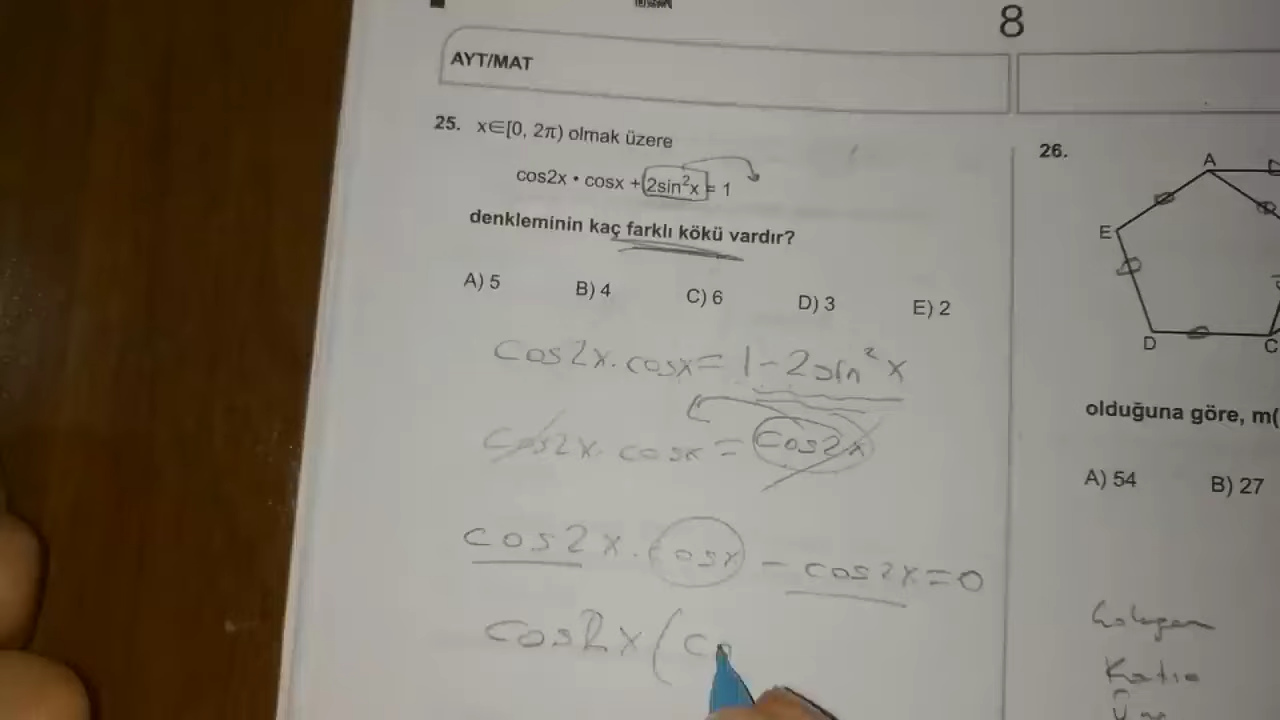 8
AYT/MAT
25. x∈[0, 2π) olmak üzere
cos2x • cosx + 2sin²x = 1
denkleminin kaç farklı kökü vardır?
A) 5 B) 4 C) 6 D) 3 E) 2
cos2x. cosx = 1 - 2sin²x
cos2x. cosx = cos2x
cos2x. cosx - cos2x = 0
cos2x (co
26.
A
E
D
C
olduğuna göre, m(
A) 54 B) 27